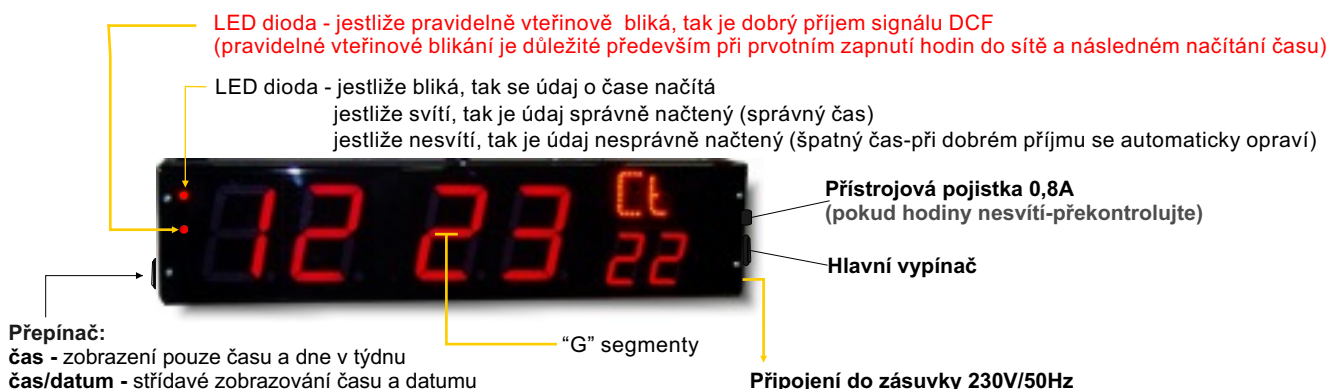 LED dioda - jestliže pravidelně vteřinově bliká, tak je dobrý příjem signálu DCF
(pravidelné vteřinové blikání je důležité především při prvotním zapnutí hodin do sítě a následném načítání času)
LED dioda - jestliže bliká, tak se údaj o čase načítá
jestliže svítí, tak je údaj správně načtený (správný čas)
jestliže nesvítí, tak je údaj nesprávně načtený (špatný čas-při dobrém příjmu se automaticky opraví)
12 23 Ct
22
Přístrojová pojistka 0,8A
(pokud hodiny nesvítí-překontrolujte)
Hlavní vypínač
"G" segmenty
Přepínač:
čas - zobrazení pouze času a dne v týdnu
čas/datum - střídavé zobrazování času a datumu
Připojení do zásuvky 230V/50Hz